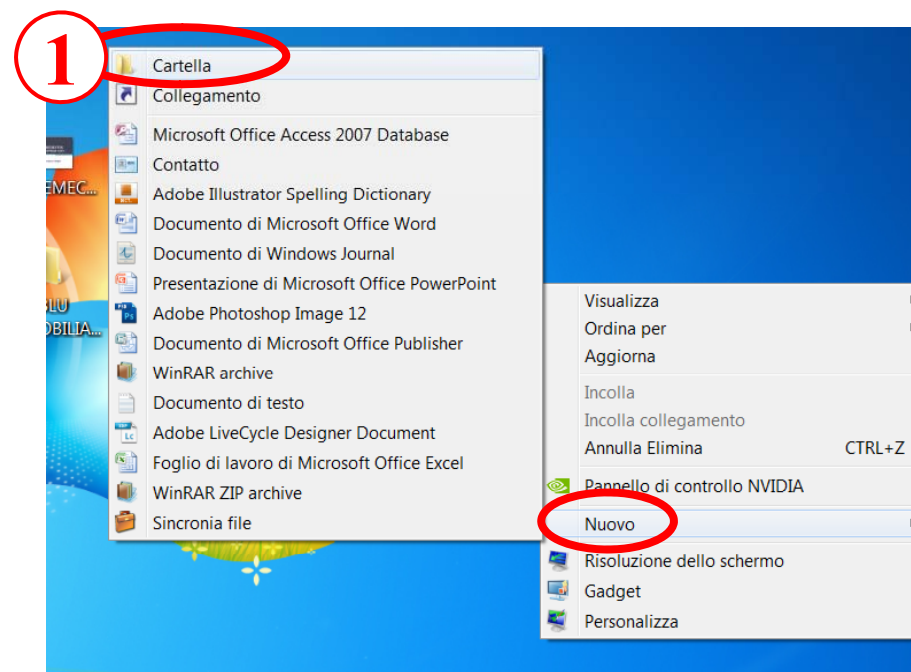 1
Cartella
Collegamento
Microsoft Office Access 2007 Database
Contatto
Adobe Illustrator Spelling Dictionary
Documento di Microsoft Office Word
Documento di Windows Journal
Presentazione di Microsoft Office PowerPoint
Adobe Photoshop Image 12
Documento di Microsoft Office Publisher
WinRAR archive
Documento di testo
Adobe LiveCycle Designer Document
Foglio di lavoro di Microsoft Office Excel
WinRAR ZIP archive
Sincronia file
EMEC...
BLU
OBILIA...
Visualizza
Ordina per
Aggiorna
Incolla
Incolla collegamento
Annulla Elimina CTRL+Z
Pannello di controllo NVIDIA
Nuovo
Risoluzione dello schermo
Gadget
Personalizza